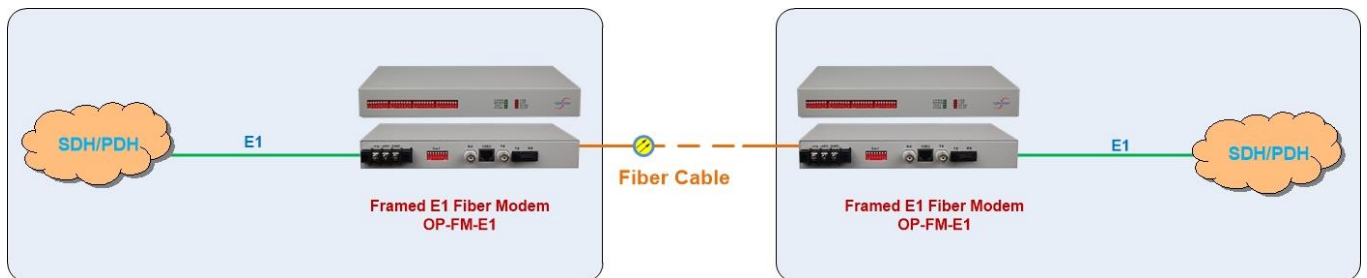 SDH/PDH
E1
Fiber Cable
E1
SDH/PDH
Framed E1 Fiber Modem
OP-FM-E1
Framed E1 Fiber Modem
OP-FM-E1